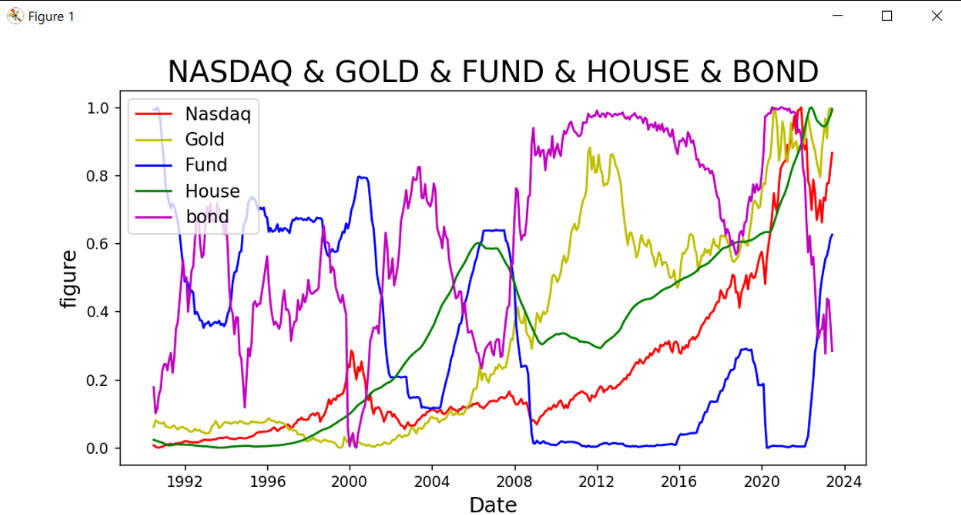 Figure 1
NASDAQ & GOLD & FUND & HOUSE & BOND
1.0
0.8
0.6
0.4
0.2
0.0
figure
Nasdaq
Gold
Fund
House
bond
1992 1996 2000 2004 2008 2012 2016 2020 2024
Date